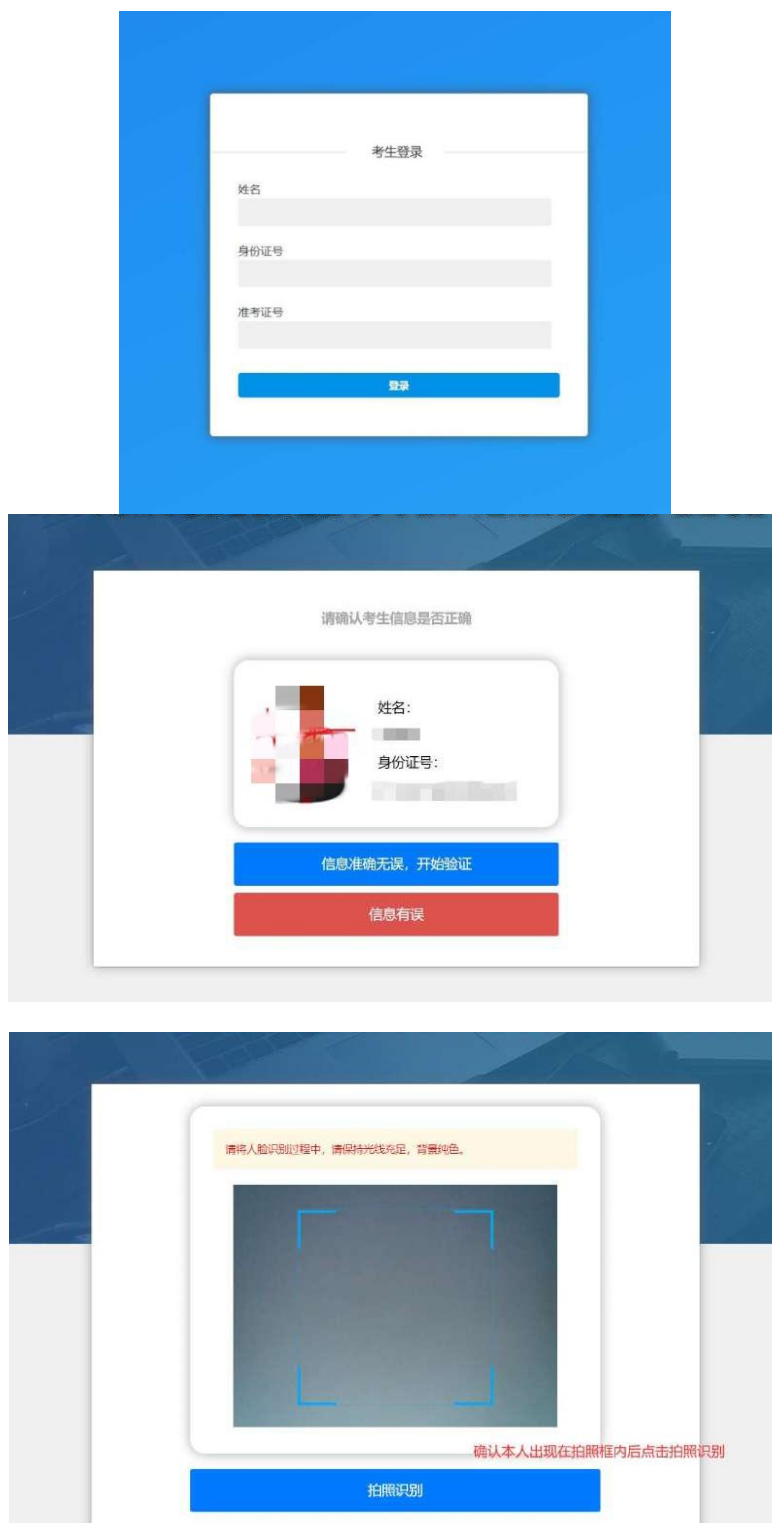 考生登录
姓名
身份证号
准考证号
登录
请确认考生信息是否正确
姓名：
身份证号：
信息准确无误，开始验证
信息有误
请将人脸识别过程中，请保持光线充足，背景纯色。
确认本人出现在拍照框内后点击拍照识别
拍照识别